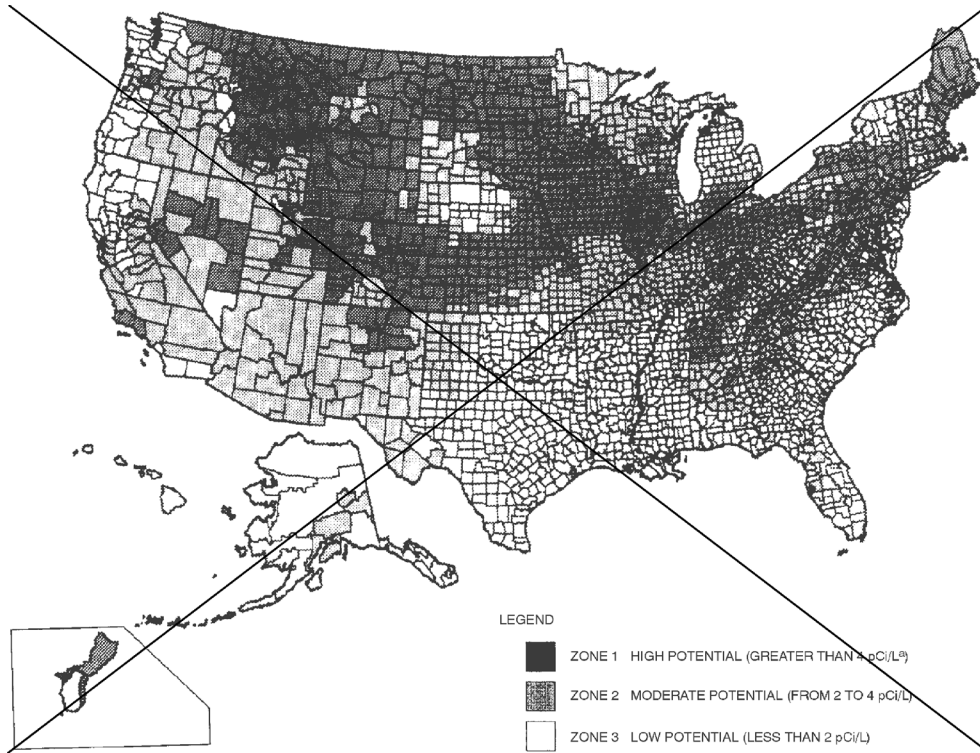 LEGEND
ZONE 1 HIGH POTENTIAL (GREATER THAN 4 pCi/Lª)
ZONE 2 MODERATE POTENTIAL (FROM 2 TO 4 pCi/L)
ZONE 3 LOW POTENTIAL (LESS THAN 2 pCi/L)